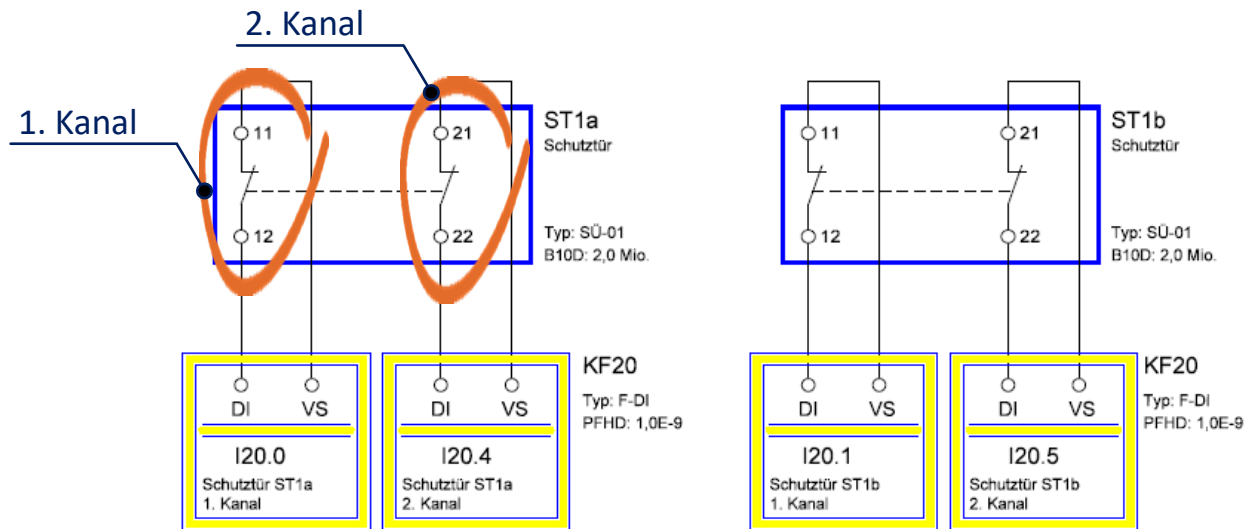 2. Kanal
1. Kanal
11
21
ST1a
Schutztür
12
22
Typ: SÜ-01
B10D: 2,0 Mio.
11
21
ST1b
Schutztür
12
22
Typ: SÜ-01
B10D: 2,0 Mio.
DI VS
I20.0
Schutztür ST1a
1. Kanal
DI VS
I20.4
Schutztür ST1a
2. Kanal
KF20
Typ: F-DI
PFHD: 1,0E-9
DI VS
I20.1
Schutztür ST1b
1. Kanal
DI VS
I20.5
Schutztür ST1b
2. Kanal
KF20
Typ: F-DI
PFHD: 1,0E-9